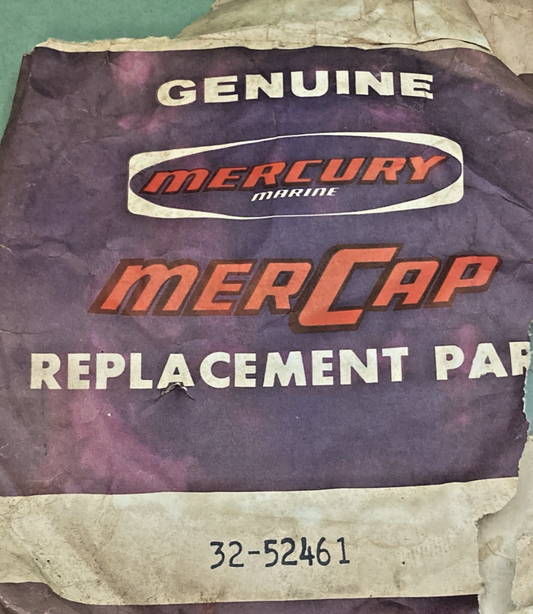 GENUINE
MERCURY
MARINE
MERCAP
REPLACEMENT PAR
32-52461